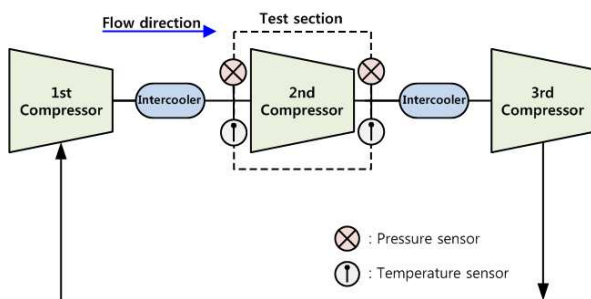 Flow direction
Test section
1st
Compressor
Intercooler
2nd
Compressor
Intercooler
3rd
Compressor
: Pressure sensor
: Temperature sensor